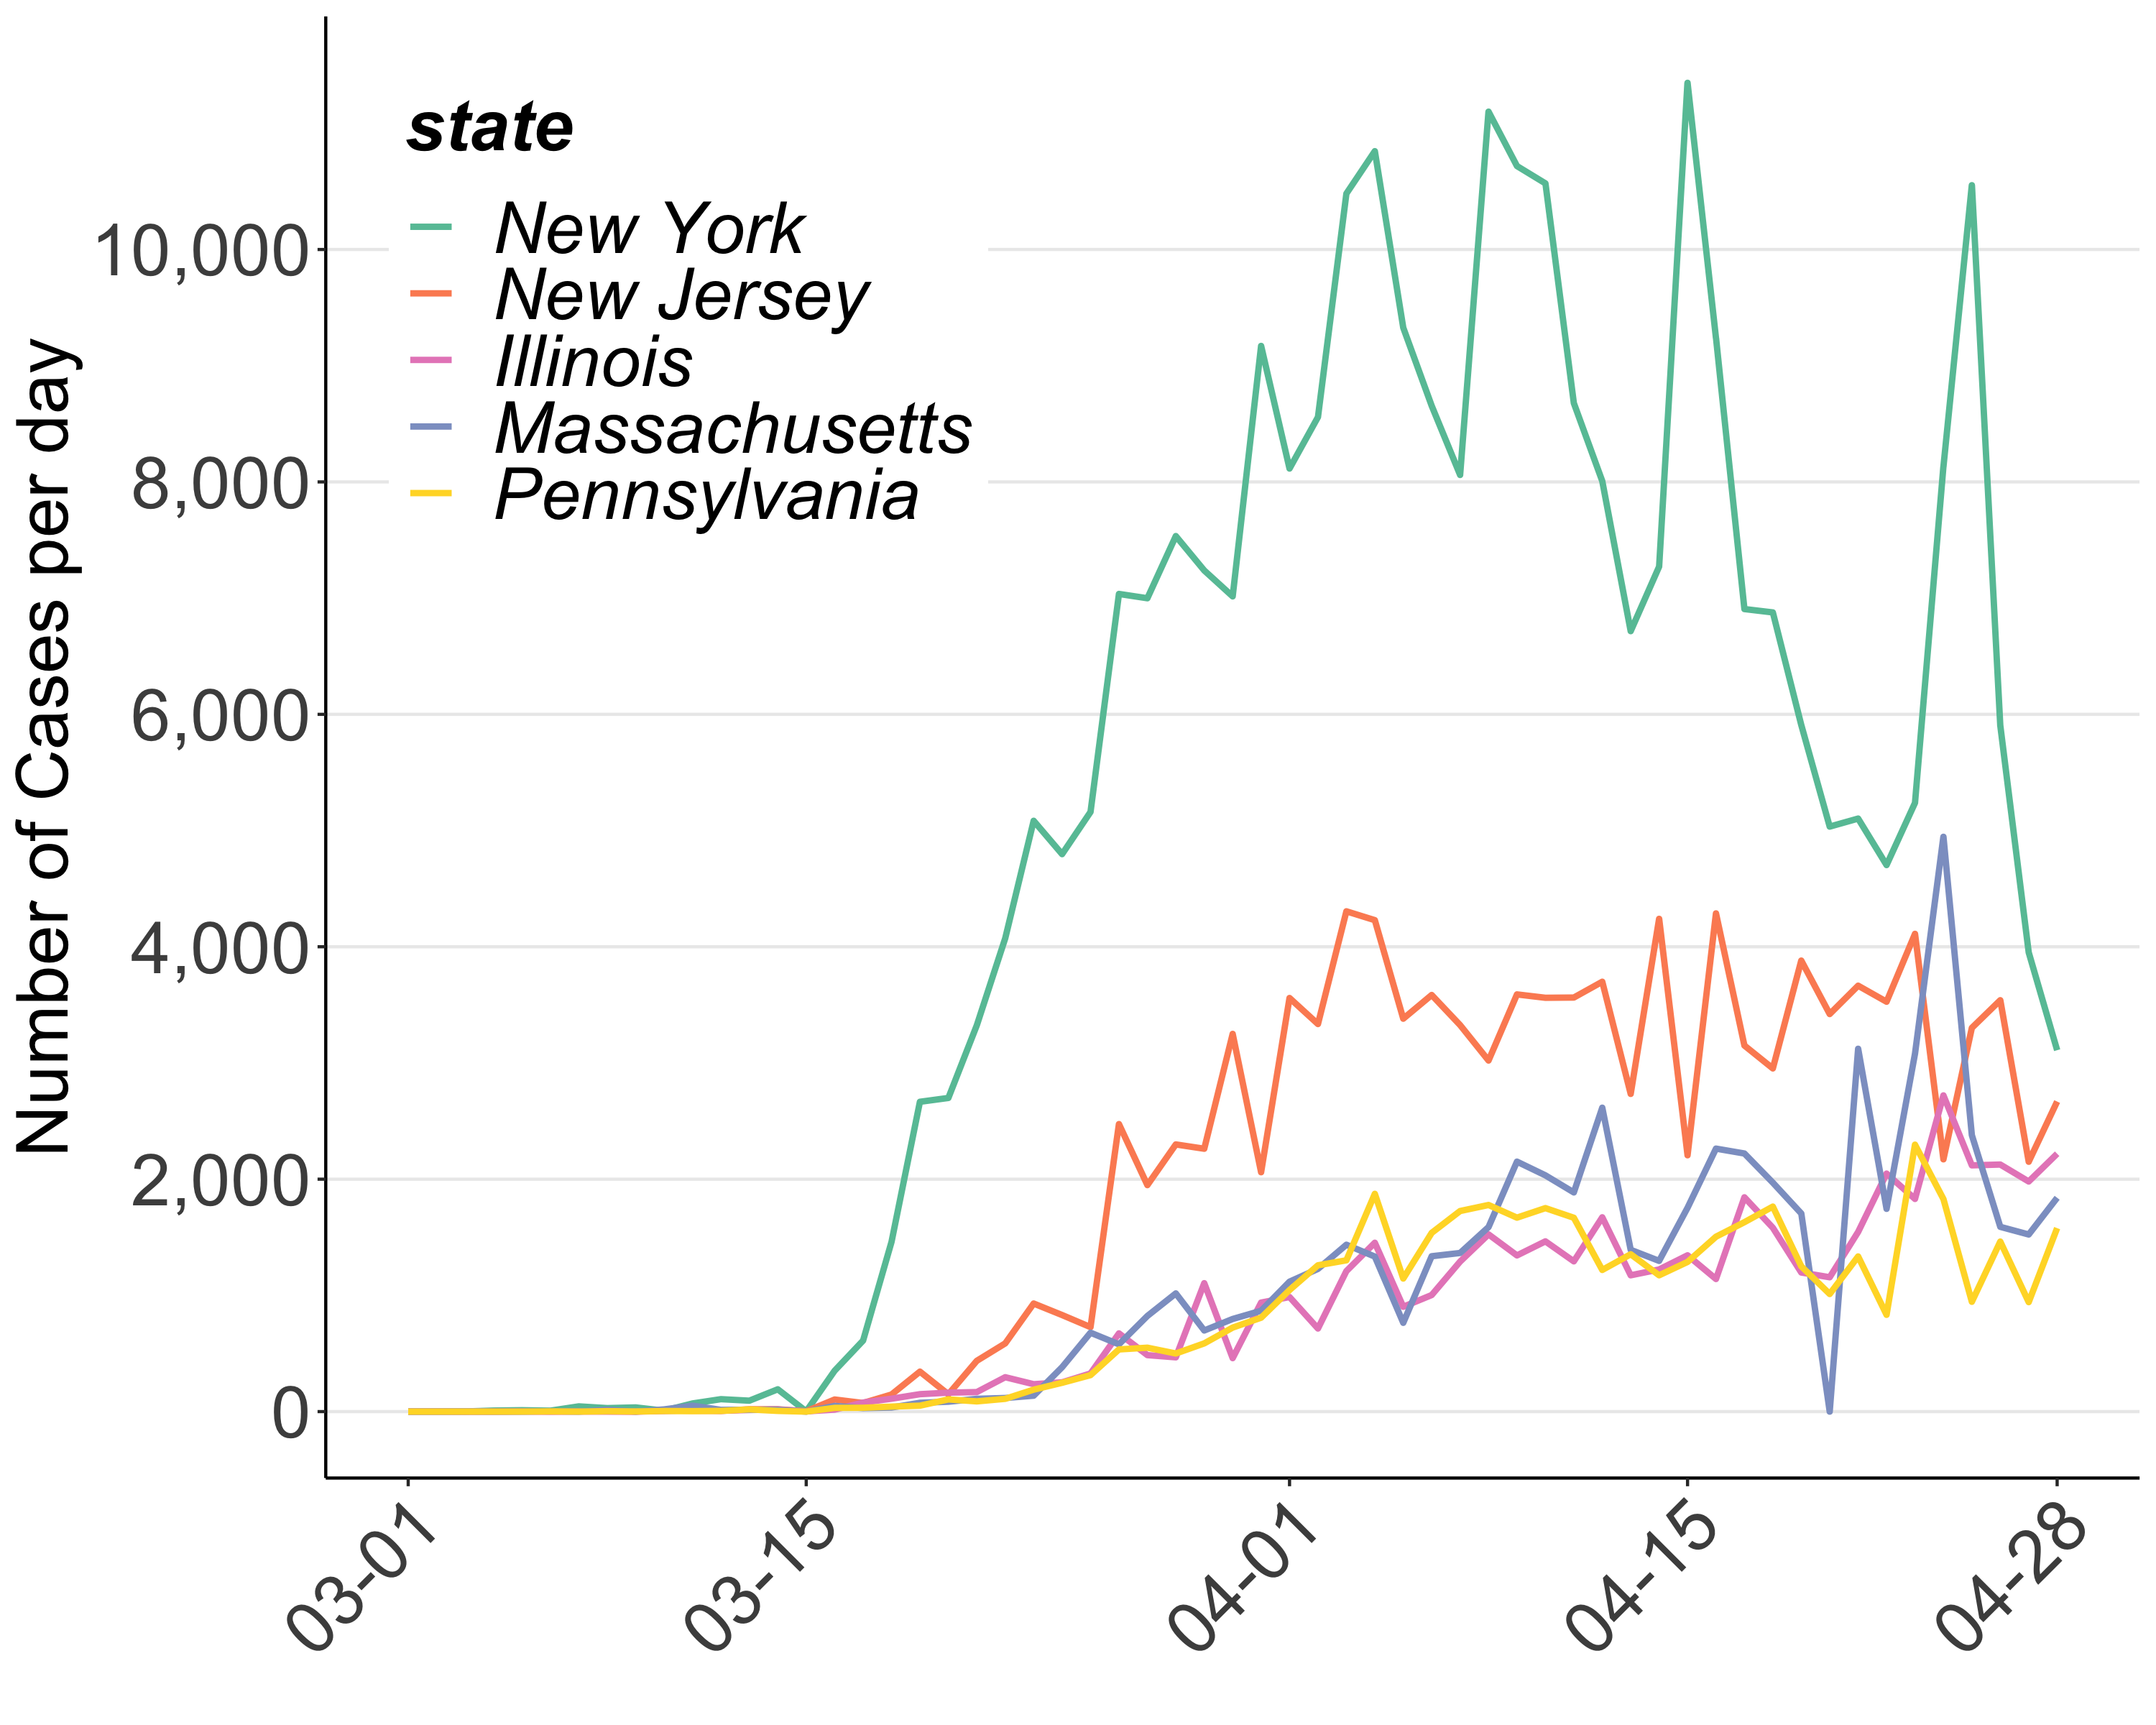 Number of Cases per day
10,000
8,000
6,000
4,000
2,000
0
state
New York
New Jersey
Illinois
Massachusetts
Pennsylvania
03-01
03-15
04-01
04-15
04-28